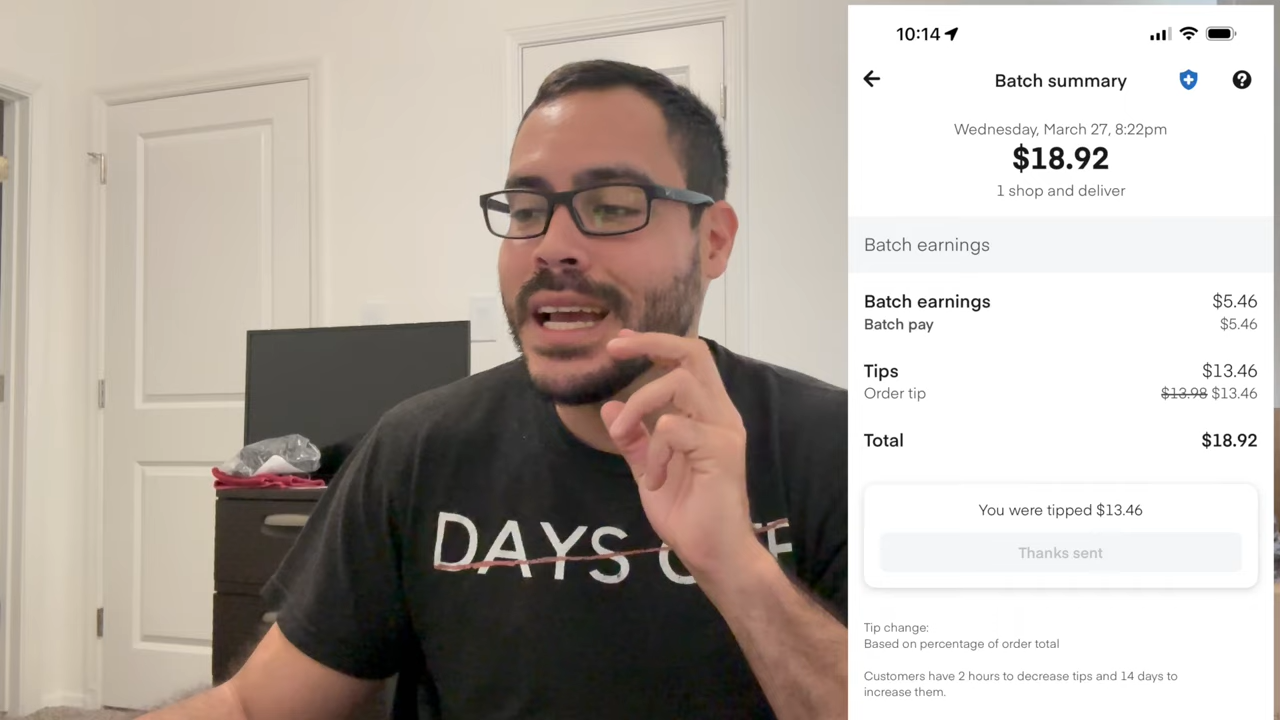 DAYS
10:14
Batch summary
Wednesday, March 27, 8:22pm
$18.92
1 shop and deliver
Batch earnings
Batch earnings $5.46
Batch pay $5.46
Tips $13.46
Order tip $13.98 $13.46
Total $18.92
You were tipped $13.46
Thanks sent
Tip change:
Based on percentage of order total
Customers have 2 hours to decrease tips and 14 days to
increase them.